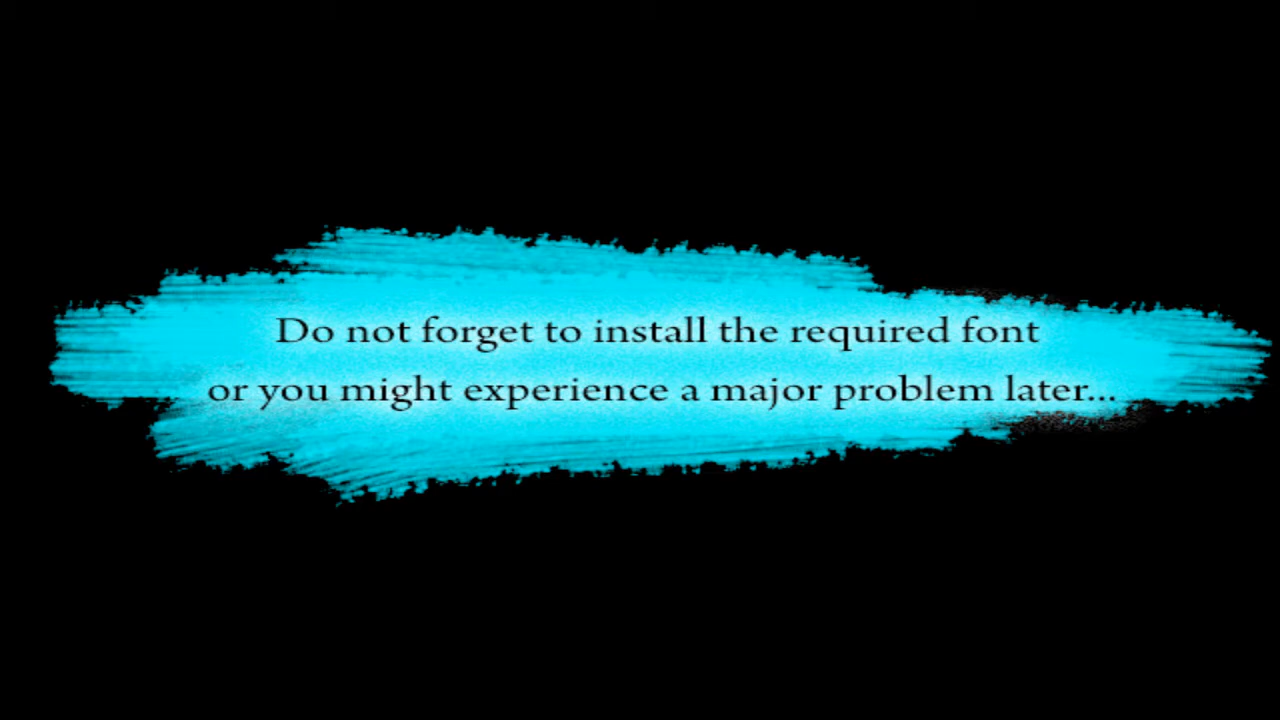 Do not forget to install the required font
or you might experience a major problem later...